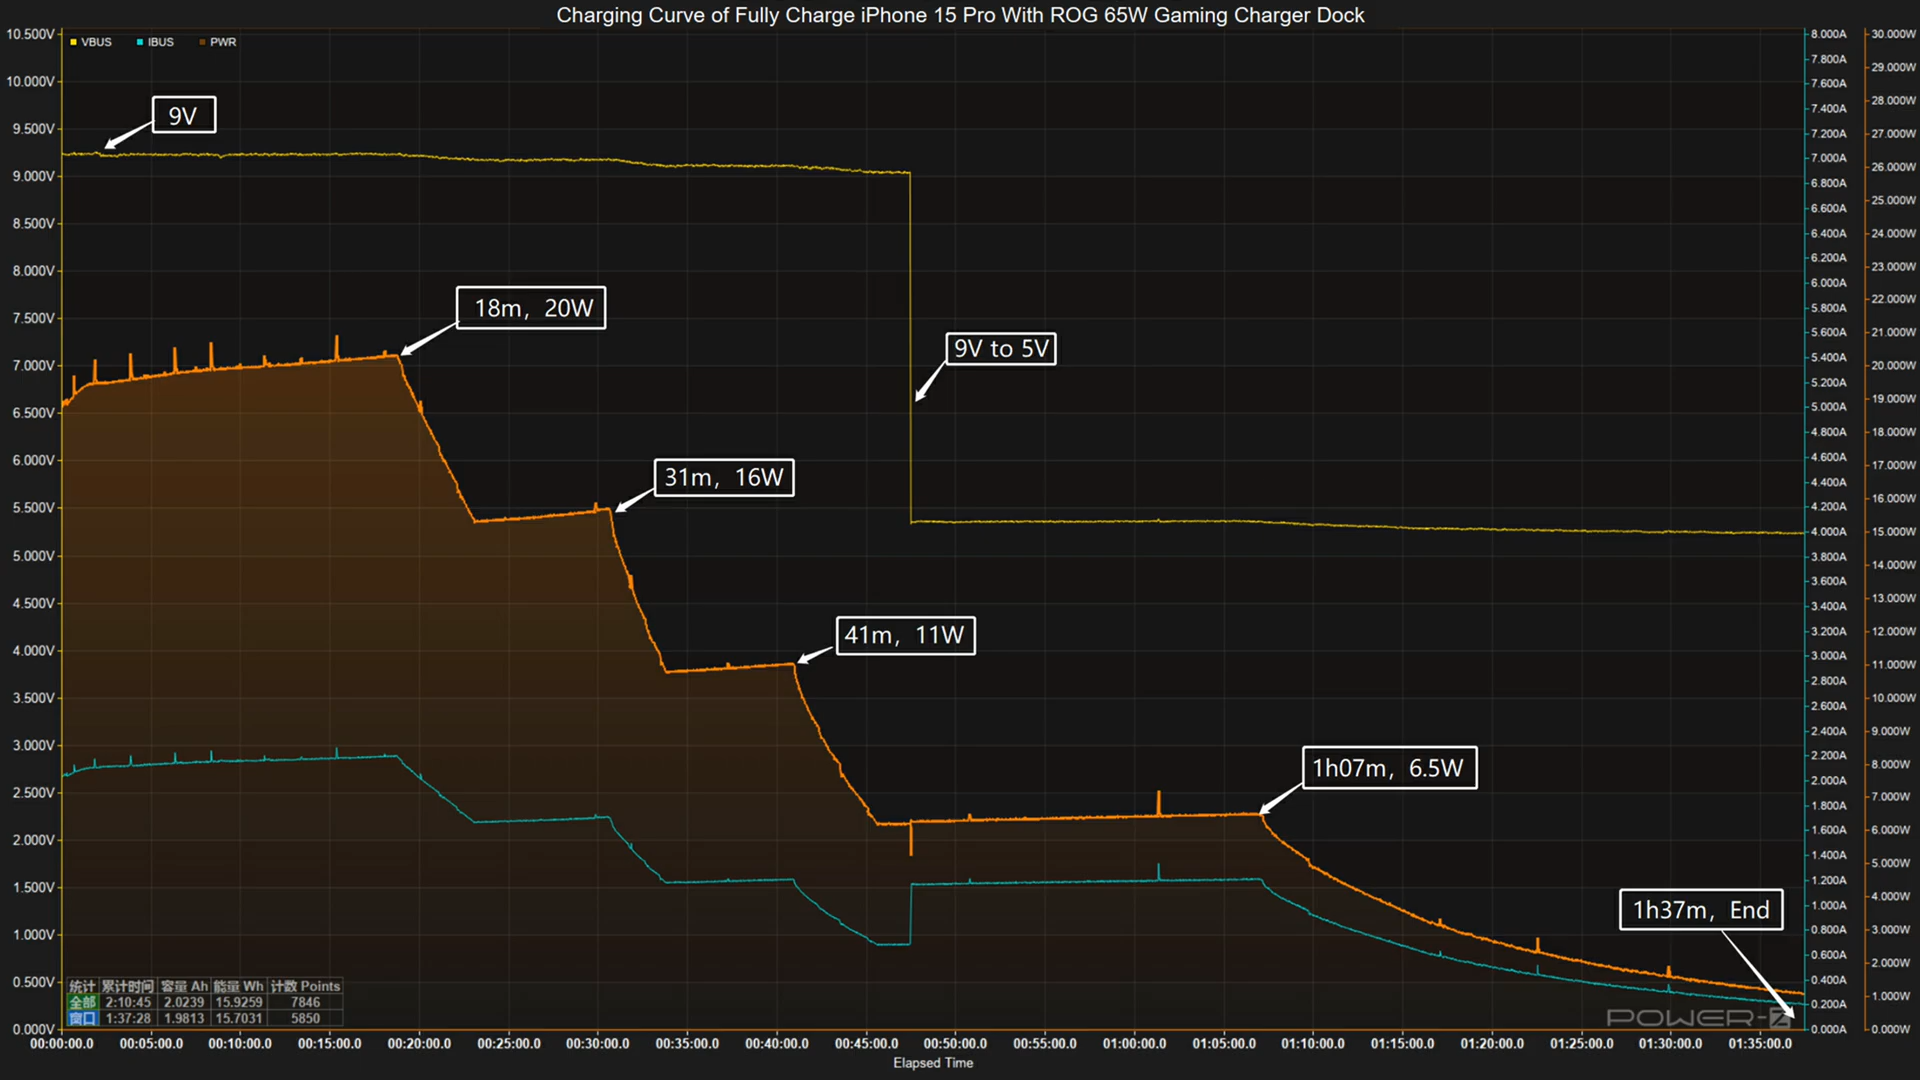 Charging Curve of Fully Charge iPhone 15 Pro With ROG 65W Gaming Charger Dock
VBUS IBUS PWR
10.500V
10.000V
9.500V
9.000V
8.500V
8.000V
7.500V
7.000V
6.500V
6.000V
5.500V
5.000V
4.500V
4.000V
3.500V
3.000V
2.500V
2.000V
1.500V
1.000V
0.500V
0.000V
9V
18m, 20W
31m, 16W
41m, 11W
9V to 5V
1h07m, 6.5W
1h37m, End
8.000A
7.800A
7.600A
7.400A
7.200A
7.000A
6.800A
6.600A
6.400A
6.200A
6.000A
5.800A
5.600A
5.400A
5.200A
5.000A
4.800A
4.600A
4.400A
4.200A
4.000A
3.800A
3.600A
3.400A
3.200A
3.000A
2.800A
2.600A
2.400A
2.200A
2.000A
1.800A
1.600A
1.400A
1.200A
1.000A
0.800A
0.600A
0.400A
0.200A
0.000A
30.000W
29.000W
28.000W
27.000W
26.000W
25.000W
24.000W
23.000W
22.000W
21.000W
20.000W
19.000W
18.000W
17.000W
16.000W
15.000W
14.000W
13.000W
12.000W
11.000W
10.000W
9.000W
8.000W
7.000W
6.000W
5.000W
4.000W
3.000W
2.000W
1.000W
0.000W
统计 累计时间 容量 Ah 能量 Wh 计数 Points
全部 2:10:45 2.0239 15.9259 7846
窗口 1:37:28 1.9813 15.7031 5850
POWER-Z
00:00:00.0 00:05:00.0 00:10:00.0 00:15:00.0 00:20:00.0 00:25:00.0 00:30:00.0 00:35:00.0 00:40:00.0 00:45:00.0 00:50:00.0 00:55:00.0 01:00:00.0 01:05:00.0 01:10:00.0 01:15:00.0 01:20:00.0 01:25:00.0 01:30:00.0 01:35:00.0
Elapsed Time